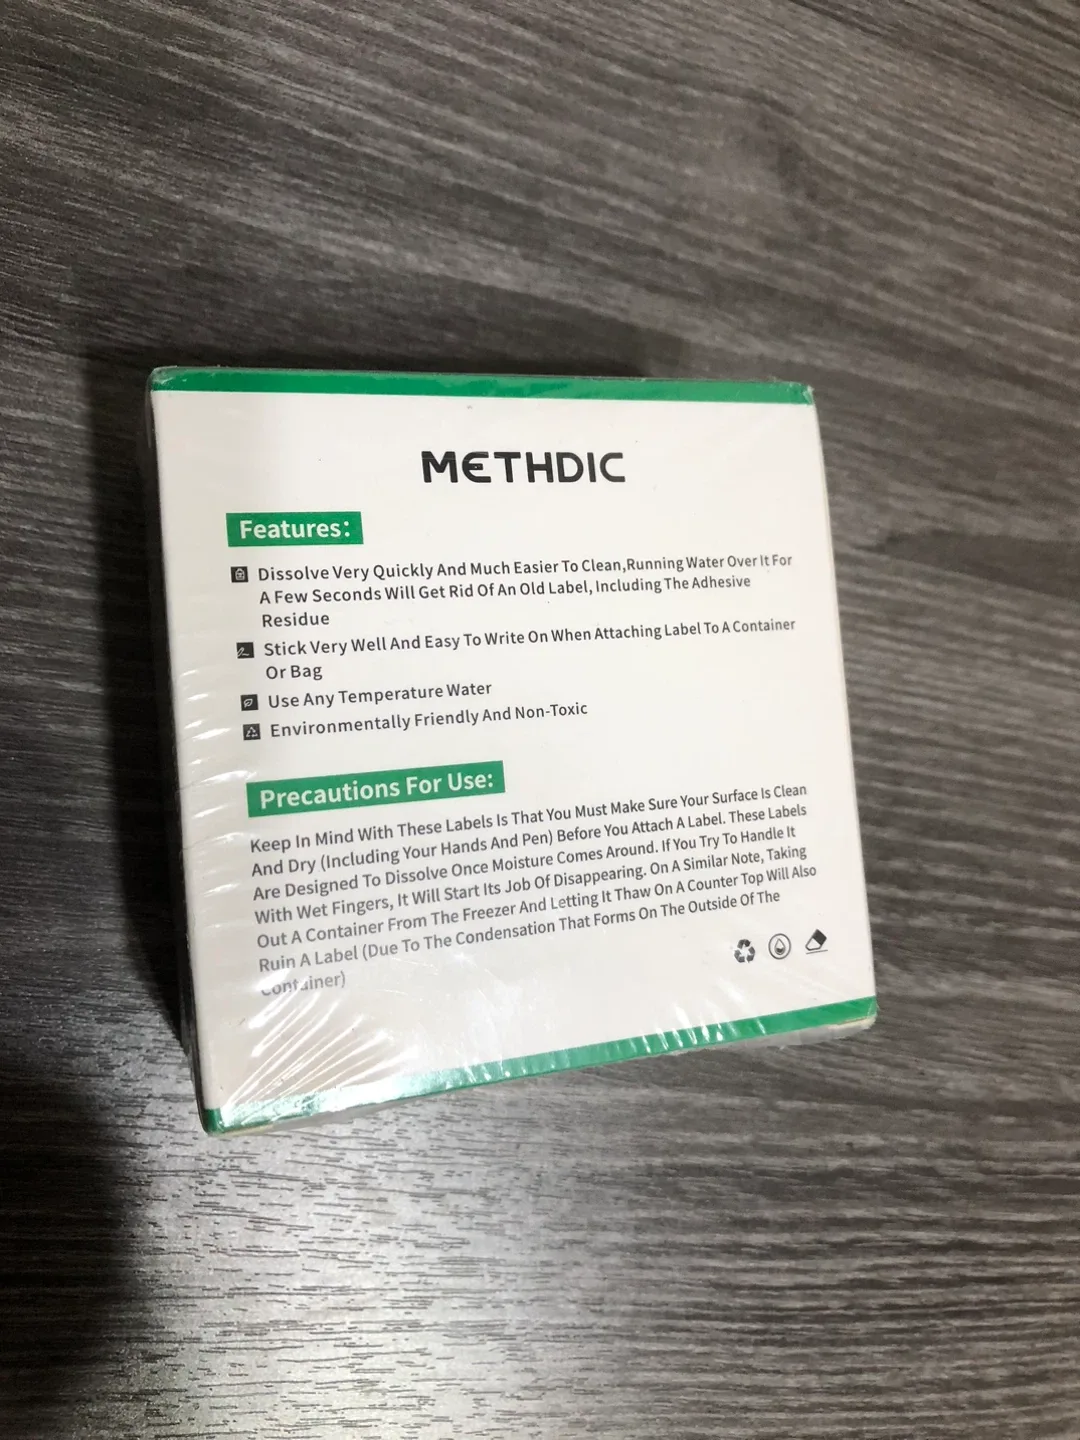 METHDIC
Features:
Dissolve Very Quickly And Much Easier To Clean,Running Water Over It For
A Few Seconds Will Get Rid Of An Old Label, Including The Adhesive
Residue
Stick Very Well And Easy To Write On When Attaching Label To A Container
Or Bag
Use Any Temperature Water
Environmentally Friendly And Non-Toxic
Precautions For Use:
Keep In Mind With These Labels Is That You Must Make Sure Your Surface Is Clean
And Dry (Including Your Hands And Pen) Before You Attach A Label. These Labels
Are Designed To Dissolve Once Moisture Comes Around. If You Try To Handle It
With Wet Fingers, It Will Start Its Job Of Disappearing. On A Similar Note, Taking
Out A Container From The Freezer And Letting It Thaw On A Counter Top Will Also
Ruin A Label (Due To The Condensation That Forms On The Outside Of The
Container)